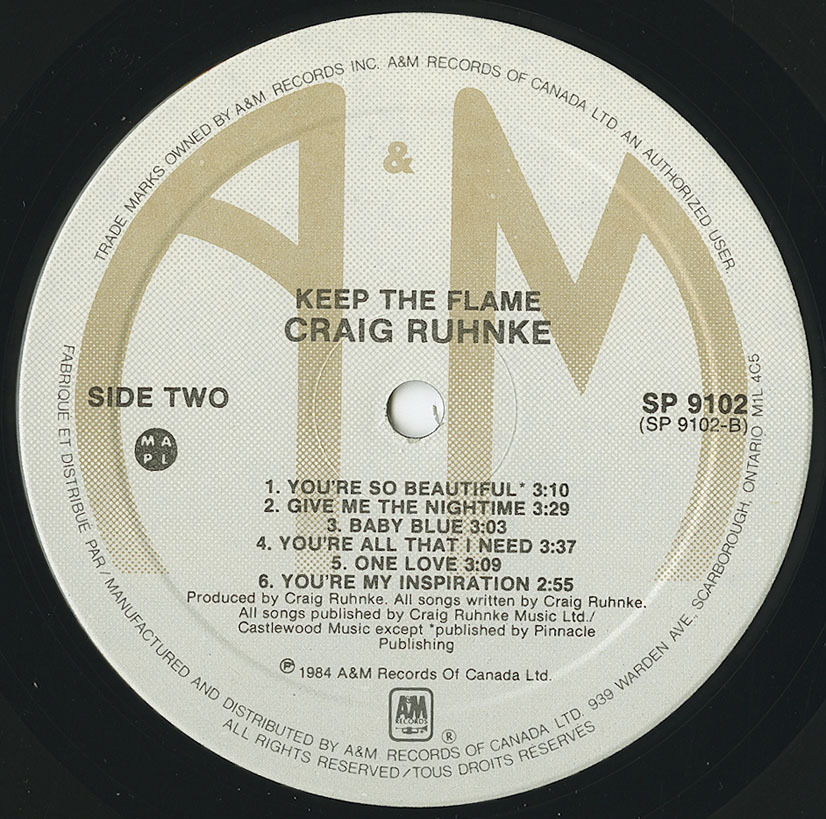 TRADE MARKS OWNED BY A&M RECORDS INC. A&M RECORDS OF CANADA LTD. AN AUTHORIZED USER.
A & M
KEEP THE FLAME
CRAIG RUHNKE
SIDE TWO
MAPL
SP 9102
(SP 9102-B)
1. YOU'RE SO BEAUTIFUL* 3:10
2. GIVE ME THE NIGHTIME 3:29
3. BABY BLUE 3:03
4. YOU'RE ALL THAT I NEED 3:37
5. ONE LOVE 3:09
6. YOU'RE MY INSPIRATION 2:55
Produced by Craig Ruhnke. All songs written by Craig Ruhnke.
All songs published by Craig Ruhnke Music Ltd./
Castlewood Music except *published by Pinnacle
Publishing
℗ 1984 A&M Records Of Canada Ltd.
A&M
RECORDS
®
FABRIQUÉ ET DISTRIBUÉ PAR / MANUFACTURED AND DISTRIBUTED BY A&M RECORDS OF CANADA LTD. 939 WARDEN AVE., SCARBOROUGH, ONTARIO M1L 4C5
ALL RIGHTS RESERVED/TOUS DROITS RESERVES